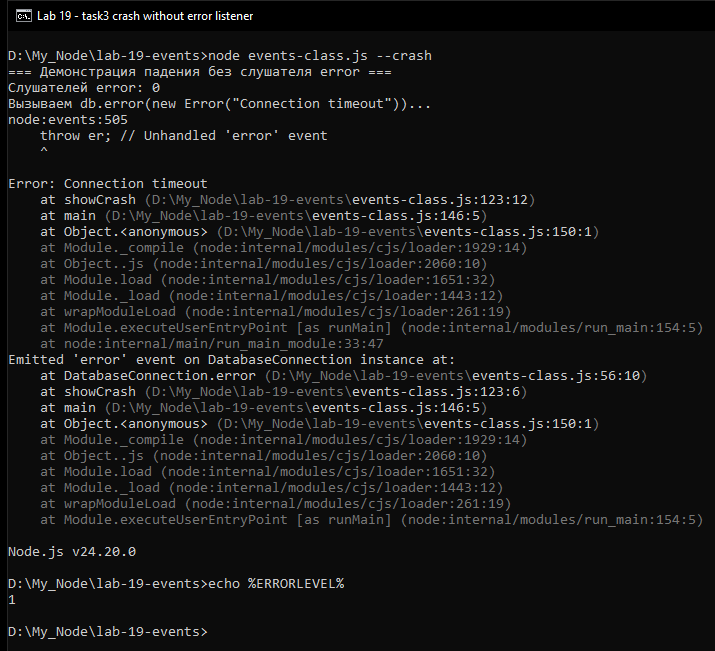 Lab 19 - task3 crash without error listener
D:\My_Node\lab-19-events>node events-class.js --crash
=== Демонстрация падения без слушателя error ===
Слушателей error: 0
Вызываем db.error(new Error("Connection timeout"))...
node:events:505
    throw er; // Unhandled 'error' event
    ^
Error: Connection timeout
    at showCrash (D:\My_Node\lab-19-events\events-class.js:123:12)
    at main (D:\My_Node\lab-19-events\events-class.js:146:5)
    at Object.<anonymous> (D:\My_Node\lab-19-events\events-class.js:150:1)
    at Module._compile (node:internal/modules/cjs/loader:1929:14)
    at Object..js (node:internal/modules/cjs/loader:2060:10)
    at Module.load (node:internal/modules/cjs/loader:1651:32)
    at Module._load (node:internal/modules/cjs/loader:1443:12)
    at wrapModuleLoad (node:internal/modules/cjs/loader:261:19)
    at Module.executeUserEntryPoint [as runMain] (node:internal/modules/run_main:154:5)
    at node:internal/main/run_main_module:33:47
Emitted 'error' event on DatabaseConnection instance at:
    at DatabaseConnection.error (D:\My_Node\lab-19-events\events-class.js:56:10)
    at showCrash (D:\My_Node\lab-19-events\events-class.js:123:6)
    at main (D:\My_Node\lab-19-events\events-class.js:146:5)
    at Object.<anonymous> (D:\My_Node\lab-19-events\events-class.js:150:1)
    at Module._compile (node:internal/modules/cjs/loader:1929:14)
    at Object..js (node:internal/modules/cjs/loader:2060:10)
    at Module.load (node:internal/modules/cjs/loader:1651:32)
    at Module._load (node:internal/modules/cjs/loader:1443:12)
    at wrapModuleLoad (node:internal/modules/cjs/loader:261:19)
    at Module.executeUserEntryPoint [as runMain] (node:internal/modules/run_main:154:5)
Node.js v24.20.0
D:\My_Node\lab-19-events>echo %ERRORLEVEL%
1
D:\My_Node\lab-19-events>